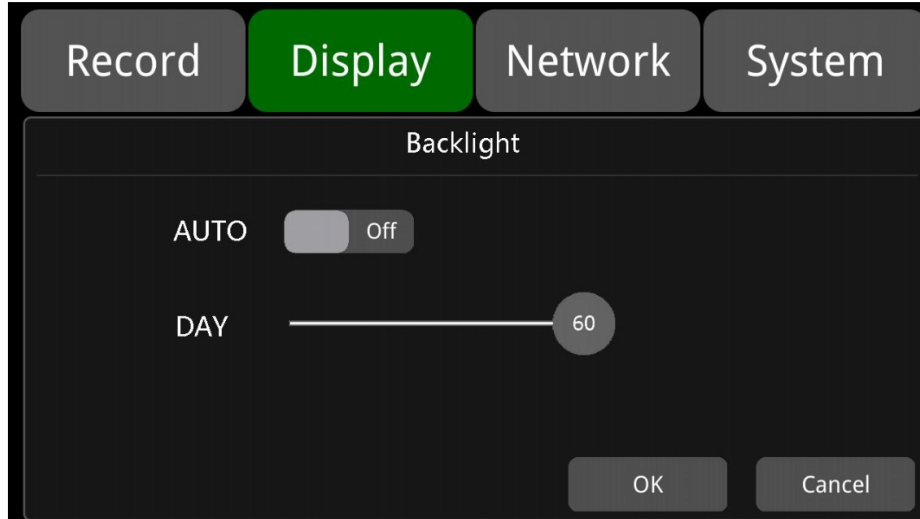 Record Display Network System
Backlight
AUTO Off
DAY 60
OK Cancel